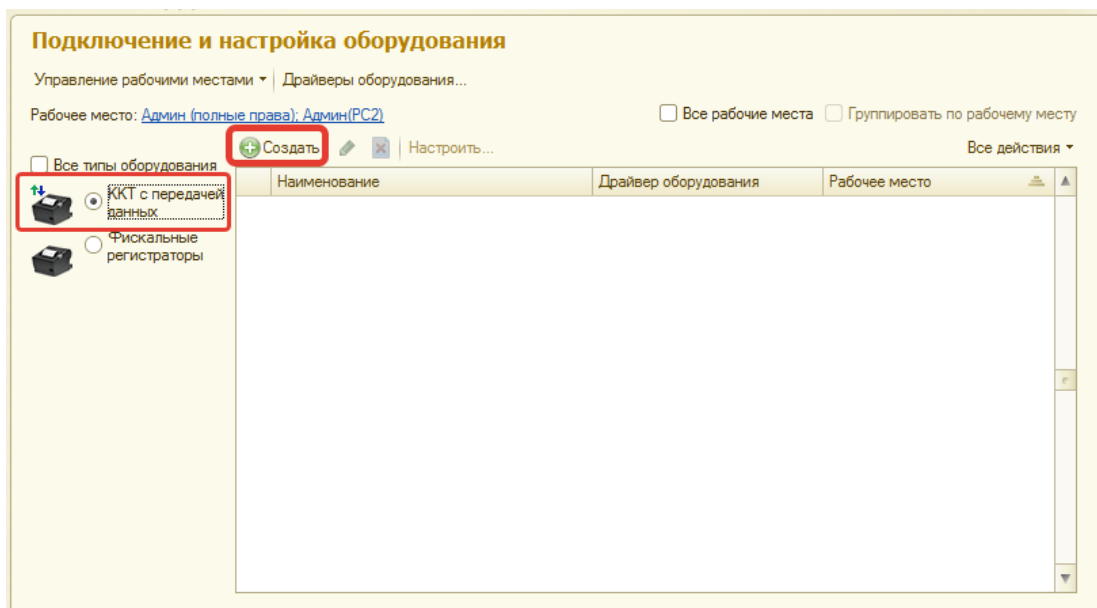 Подключение и настройка оборудования
Управление рабочими местами Драйверы оборудования...
Рабочее место: Админ (полные права); Админ(PC2) Все рабочие места Группировать по рабочему месту
Создать Настроить... Все действия
Все типы оборудования
Наименование Драйвер оборудования Рабочее место
ККТ с передачей
данных
Фискальные
регистраторы